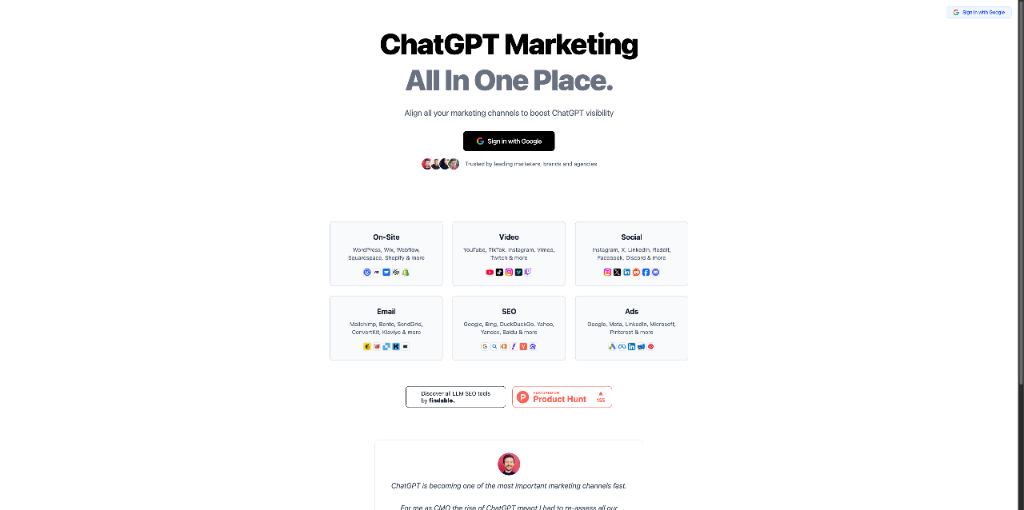 Sign in with Google
ChatGPT Marketing
All In One Place.
Align all your marketing channels to boost ChatGPT visibility
Sign in with Google
Trusted by leading marketers, brands and agencies
On-Site
WordPress, Wix, Webflow,
Squarespace, Shopify & more
Video
YouTube, TikTok, Instagram, Vimeo,
Twitch & more
Social
Instagram, X, LinkedIn, Reddit,
Facebook, Discord & more
Email
Mailchimp, Bento, SendGrid,
ConvertKit, Klaviyo & more
SEO
Google, Bing, DuckDuckGo, Yahoo,
Yandex, Baidu & more
Ads
Google, Meta, LinkedIn, Microsoft,
Pinterest & more
Discover all LLM SEO tools
by findable.
Product Hunt
ChatGPT is becoming one of the most important marketing channels fast.
For me as CMO the rise of ChatGPT meant I had to re-assess all our